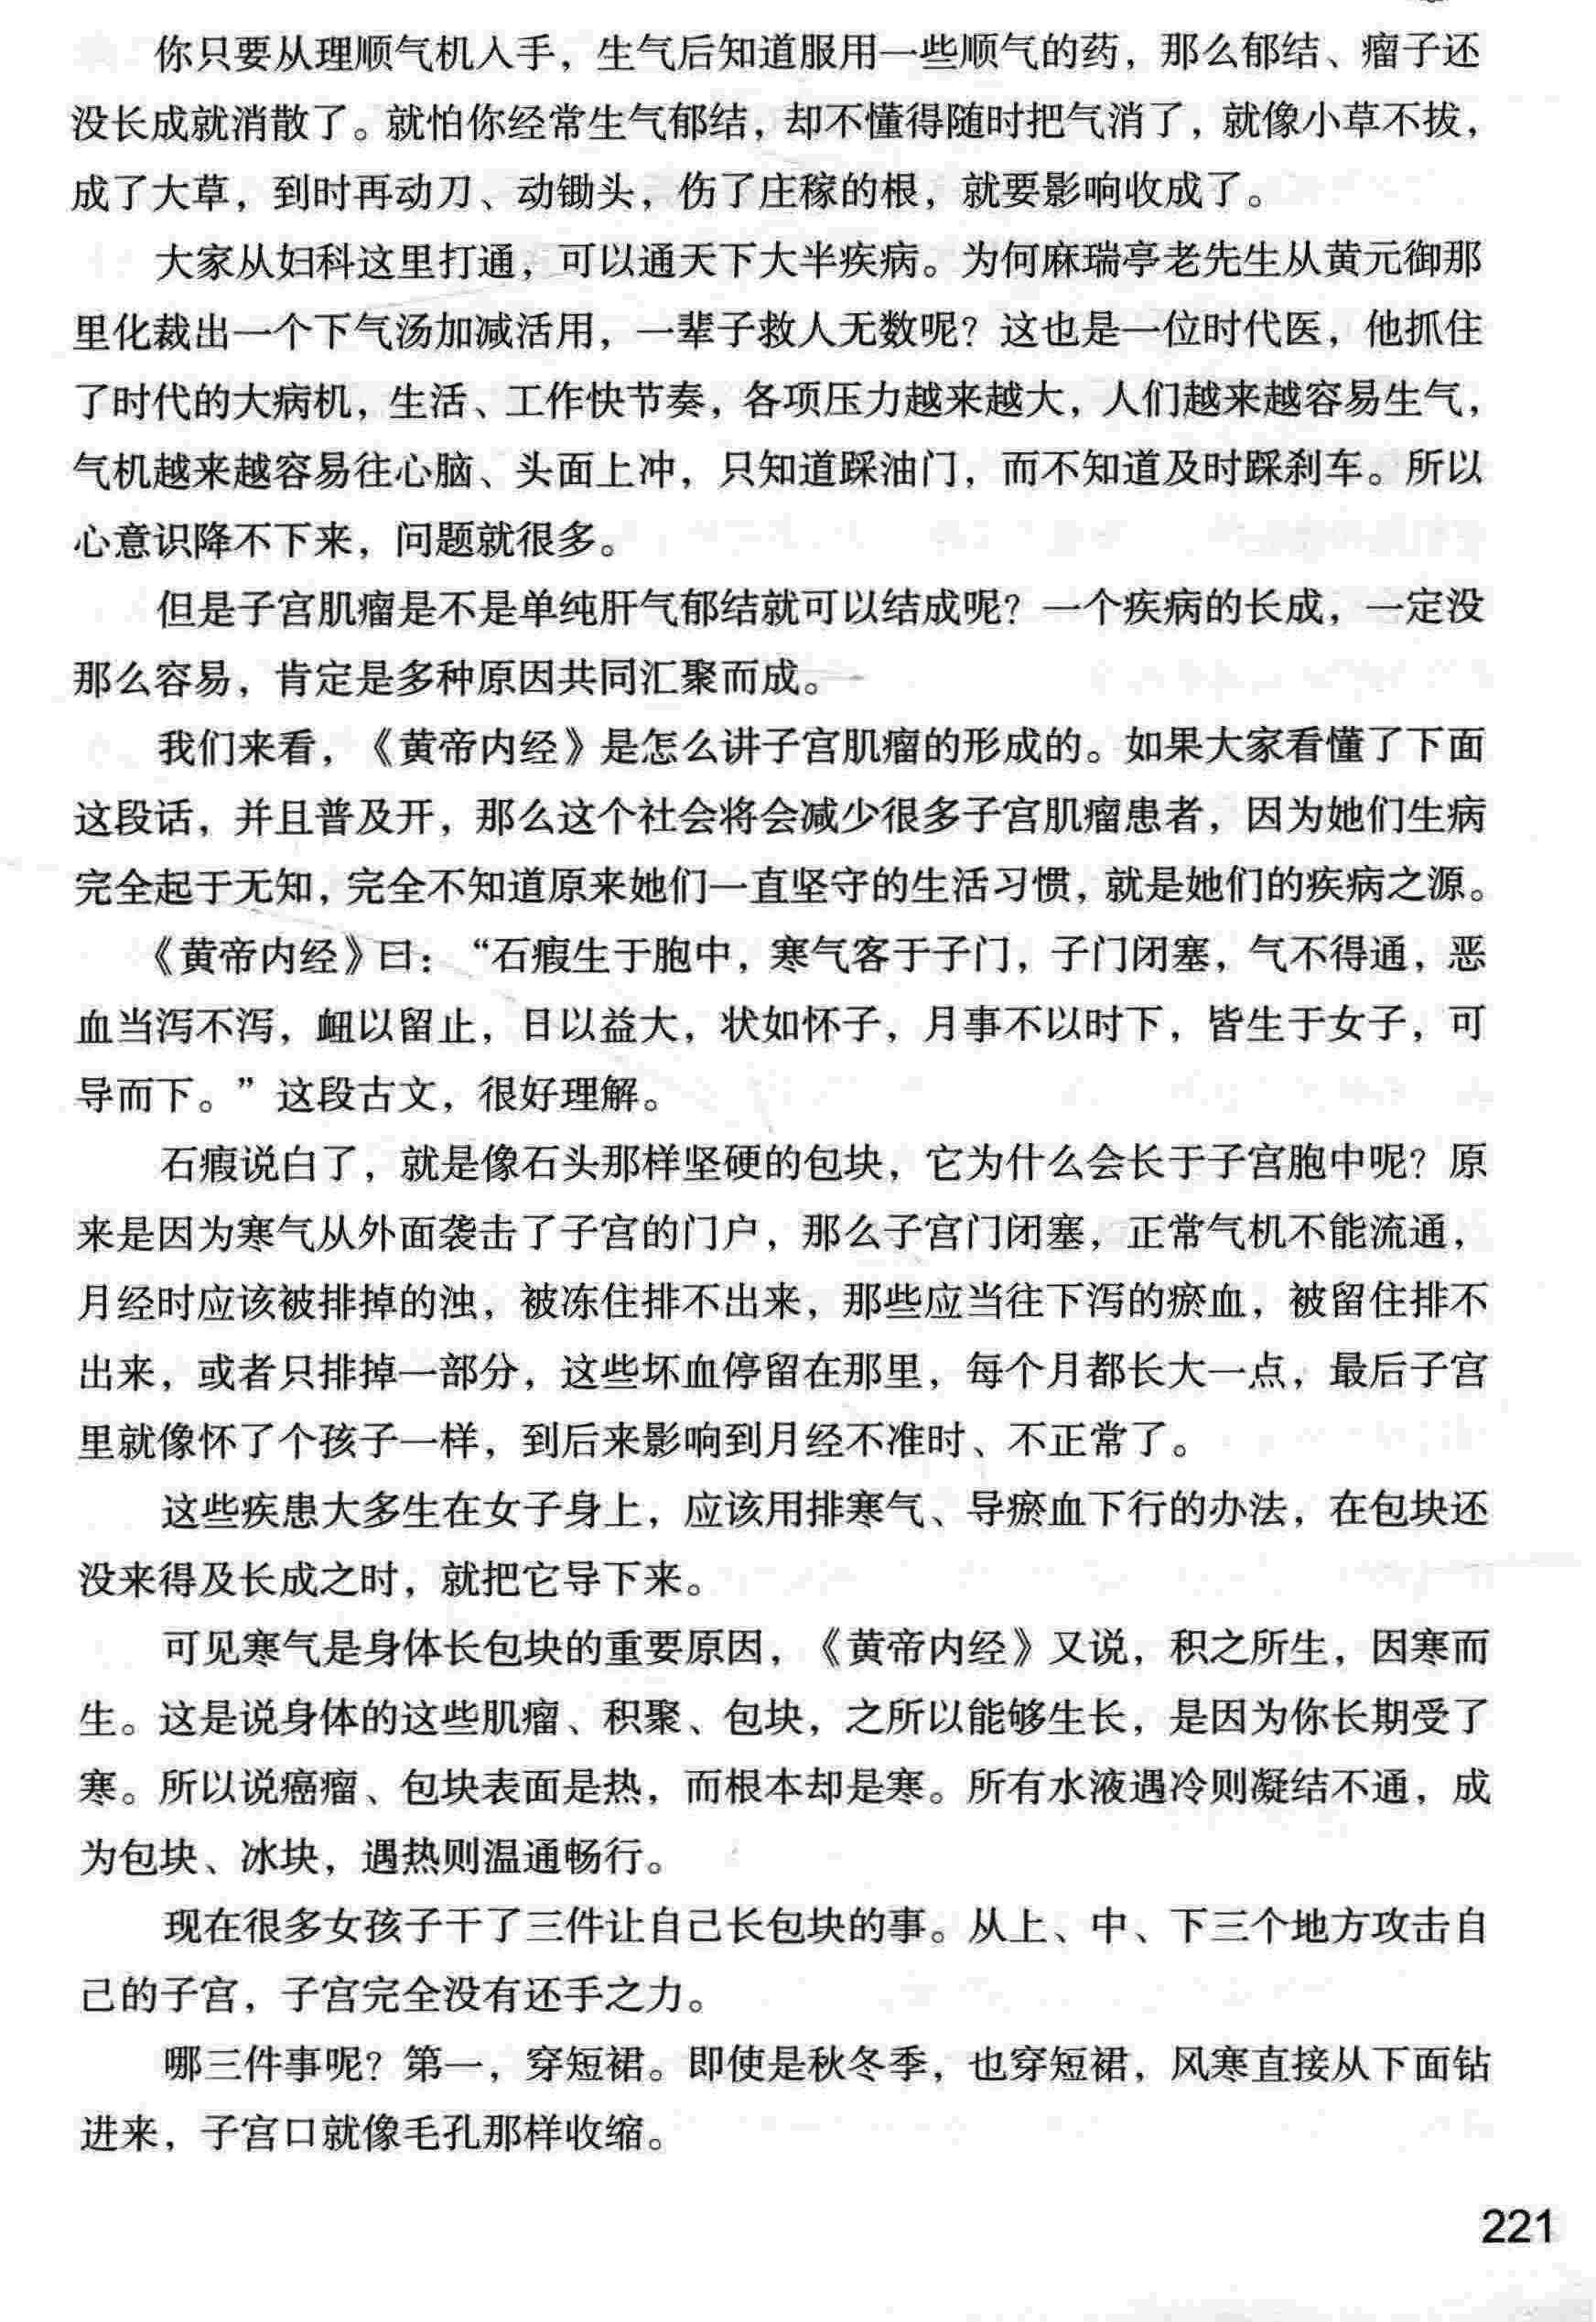 你只要从理顺气机入手，生气后知道服用一些顺气的药，那么郁结、瘤子还
没长成就消散了。就怕你经常生气郁结，却不懂得随时把气消了，就像小草不拔，
成了大草，到时再动刀、动锄头，伤了庄稼的根，就要影响收成了。
大家从妇科这里打通，可以通天下大半疾病。为何麻瑞亭老先生从黄元御那
里化裁出一个下气汤加减活用，一辈子救人无数呢？这也是一位时代医，他抓住
了时代的大病机，生活、工作快节奏，各项压力越来越大，人们越来越容易生气，
气机越来越容易往心脑、头面上冲，只知道踩油门，而不知道及时踩刹车。所以
心意识降不下来，问题就很多。
但是子宫肌瘤是不是单纯肝气郁结就可以结成呢？一个疾病的长成，一定没
那么容易，肯定是多种原因共同汇聚而成。
我们来看，《黄帝内经》是怎么讲子宫肌瘤的形成的。如果大家看懂了下面
这段话，并且普及开，那么这个社会将会减少很多子宫肌瘤患者，因为她们生病
完全起于无知，完全不知道原来她们一直坚守的生活习惯，就是她们的疾病之源。
《黄帝内经》曰：“石瘕生于胞中，寒气客于子门，子门闭塞，气不得通，恶
血当泻不泻，衃以留止，日以益大，状如怀子，月事不以时下，皆生于女子，可
导而下。”这段古文，很好理解。
石瘕说白了，就是像石头那样坚硬的包块，它为什么会长于子宫胞中呢？原
来是因为寒气从外面袭击了子宫的门户，那么子宫门闭塞，正常气机不能流通，
月经时应该被排掉的浊，被冻住排不出来，那些应当往下泻的瘀血，被留住排不
出来，或者只排掉一部分，这些坏血停留在那里，每个月都长大一点，最后子宫
里就像怀了个孩子一样，到后来影响到月经不准时、不正常了。
这些疾患大多生在女子身上，应该用排寒气、导瘀血下行的办法，在包块还
没来得及长成之时，就把它导下来。
可见寒气是身体长包块的重要原因，《黄帝内经》又说，积之所生，因寒而
生。这是说身体的这些肌瘤、积聚、包块，之所以能够生长，是因为你长期受了
寒。所以说癌瘤、包块表面是热，而根本却是寒。所有水液遇冷则凝结不通，成
为包块、冰块，遇热则温通畅行。
现在很多女孩子干了三件让自己长包块的事。从上、中、下三个地方攻击自
己的子宫，子宫完全没有还手之力。
哪三件事呢？第一，穿短裙。即使是秋冬季，也穿短裙，风寒直接从下面钻
进来，子宫口就像毛孔那样收缩。
221